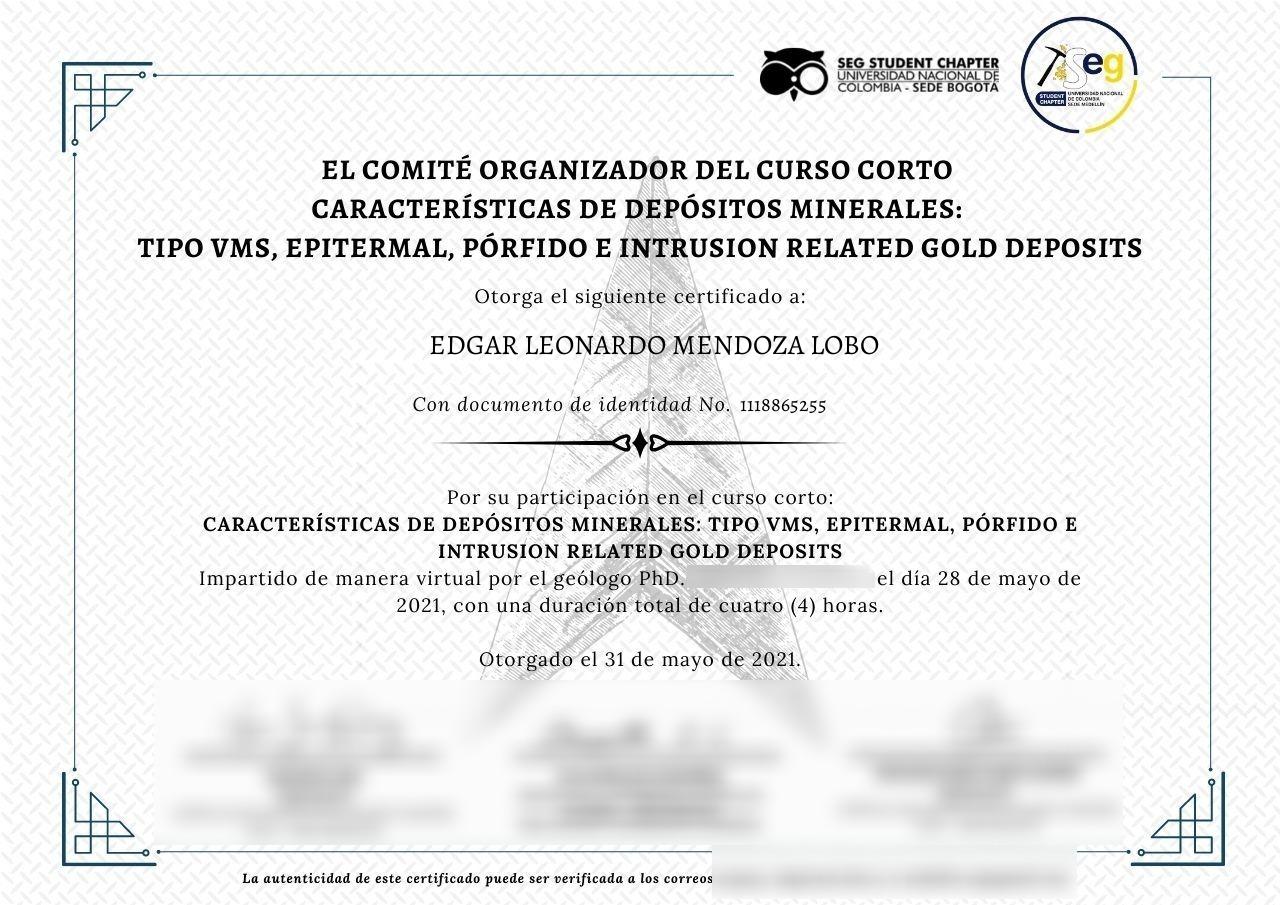 SEG STUDENT CHAPTER
UNIVERSIDAD NACIONAL DE
COLOMBIA - SEDE BOGOTÁ
Seg
STUDENT
CHAPTER
UNIVERSIDAD NACIONAL
DE COLOMBIA
SEDE MEDELLÍN
EL COMITÉ ORGANIZADOR DEL CURSO CORTO
CARACTERÍSTICAS DE DEPÓSITOS MINERALES:
TIPO VMS, EPITERMAL, PÓRFIDO E INTRUSION RELATED GOLD DEPOSITS
Otorga el siguiente certificado a:
EDGAR LEONARDO MENDOZA LOBO
Con documento de identidad No. 1118865255
Por su participación en el curso corto:
CARACTERÍSTICAS DE DEPÓSITOS MINERALES: TIPO VMS, EPITERMAL, PÓRFIDO E
INTRUSION RELATED GOLD DEPOSITS
Impartido de manera virtual por el geólogo PhD. el día 28 de mayo de
2021, con una duración total de cuatro (4) horas.
Otorgado el 31 de mayo de 2021.
La autenticidad de este certificado puede ser verificada a los correos